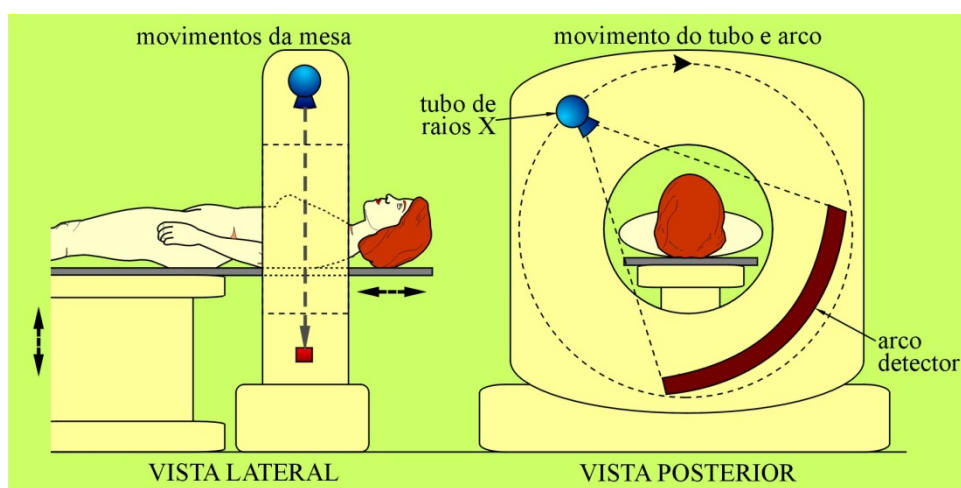 movimentos da mesa
movimento do tubo e arco
tubo de
raios X
arco
detector
VISTA LATERAL
VISTA POSTERIOR